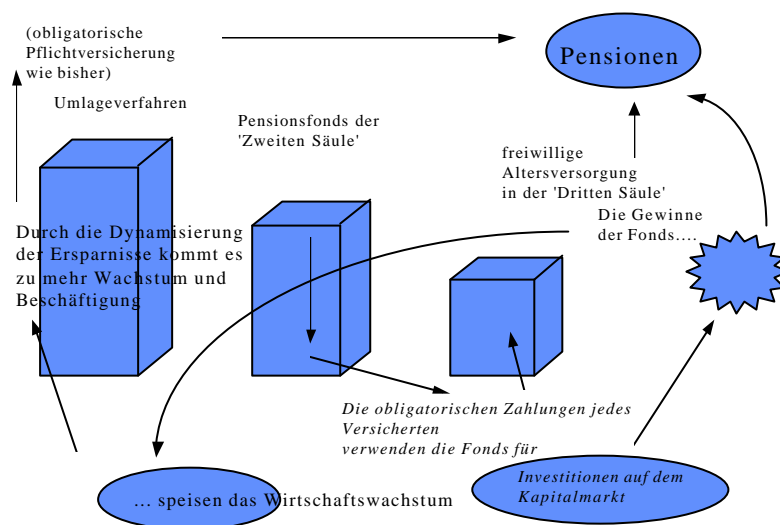 (obligatorische
Pflichtversicherung
wie bisher)
Pensionen
Umlageverfahren
Pensionsfonds der
'Zweiten Säule'
freiwillige
Altersversorgung
in der 'Dritten Säule'
Die Gewinne
der Fonds....
Durch die Dynamisierung
der Ersparnisse kommt es
zu mehr Wachstum und
Beschäftigung
Die obligatorischen Zahlungen jedes
Versicherten
verwenden die Fonds für
Investitionen auf dem
Kapitalmarkt
... speisen das Wirtschaftswachstum